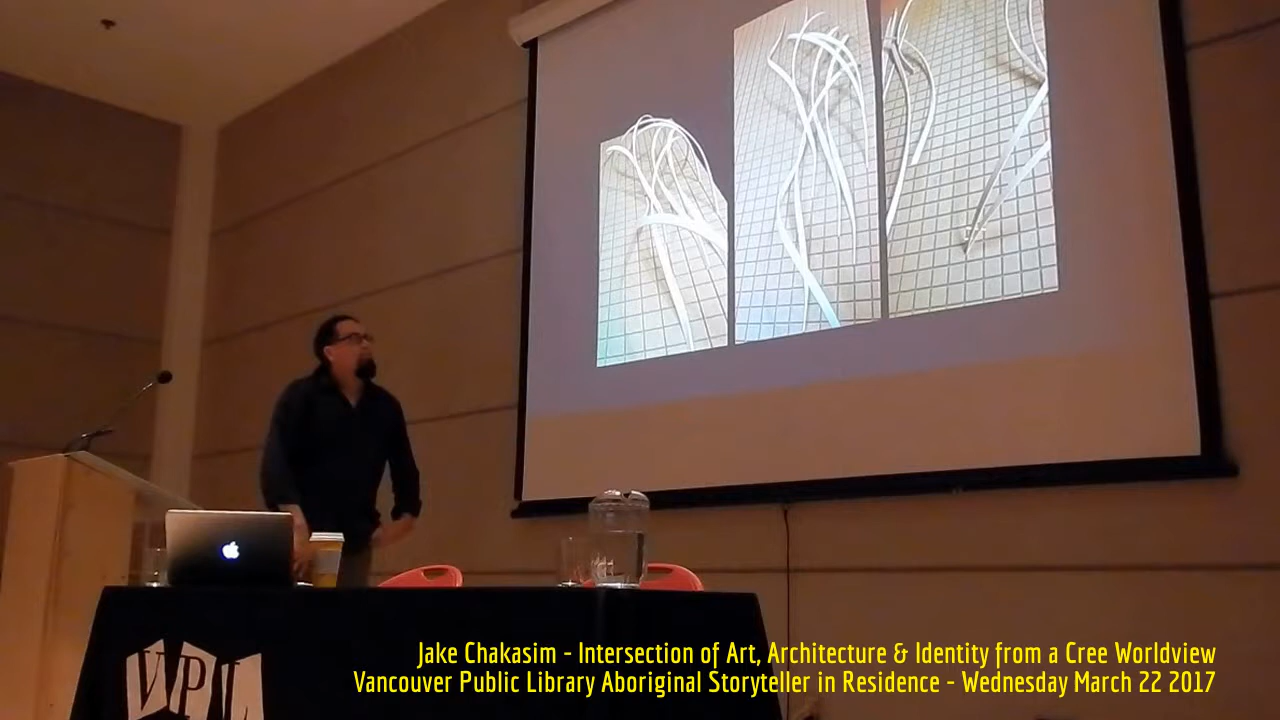 VPL
Jake Chakasim - Intersection of Art, Architecture & Identity from a Cree Worldview
Vancouver Public Library Aboriginal Storyteller in Residence - Wednesday March 22 2017